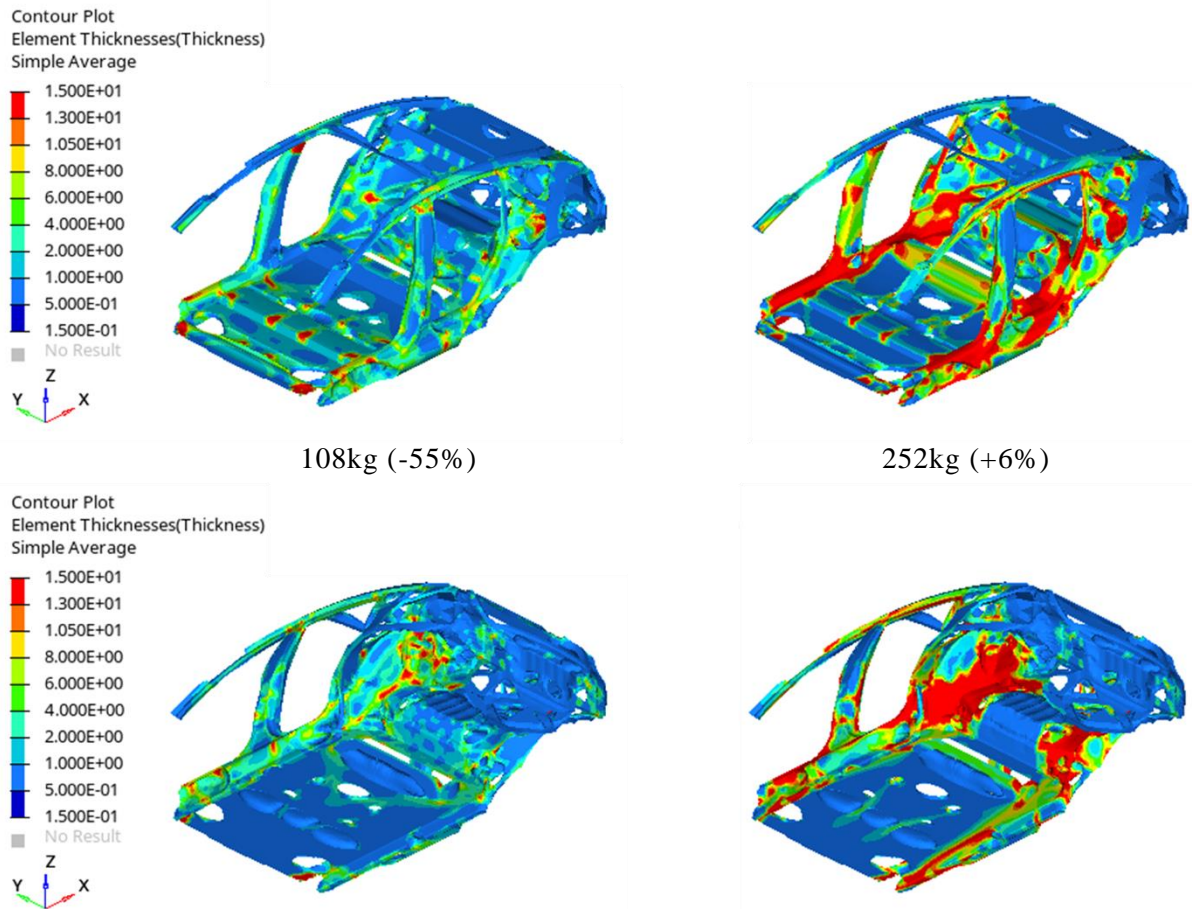 Contour Plot
Element Thicknesses(Thickness)
Simple Average
1.500E+01
1.300E+01
1.050E+01
8.000E+00
6.000E+00
4.000E+00
2.000E+00
1.000E+00
5.000E-01
1.500E-01
No Result
Z
Y X
108kg (-55%)
252kg (+6%)
Contour Plot
Element Thicknesses(Thickness)
Simple Average
1.500E+01
1.300E+01
1.050E+01
8.000E+00
6.000E+00
4.000E+00
2.000E+00
1.000E+00
5.000E-01
1.500E-01
No Result
Z
Y X